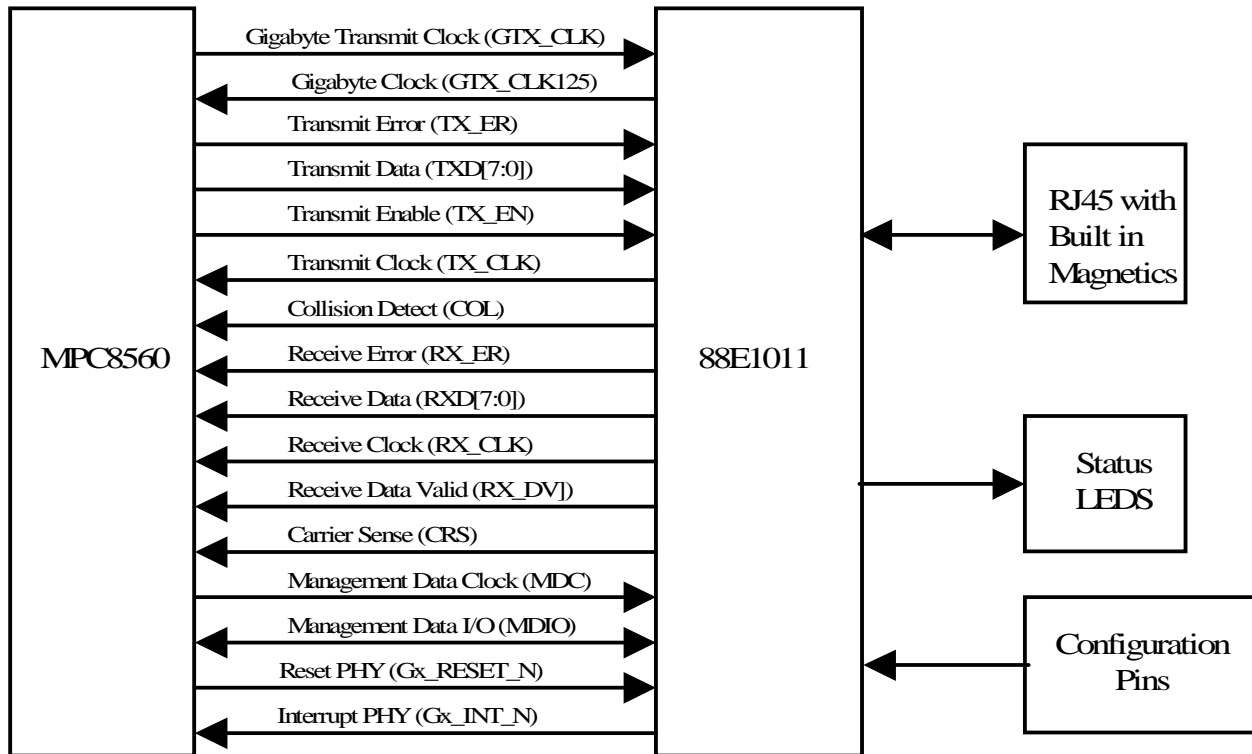 Gigabyte Transmit Clock (GTX_CLK)
Gigabyte Clock (GTX_CLK125)
Transmit Error (TX_ER)
Transmit Data (TXD[7:0])
Transmit Enable (TX_EN)
Transmit Clock (TX_CLK)
Collision Detect (COL)
Receive Error (RX_ER)
Receive Data (RXD[7:0])
Receive Clock (RX_CLK)
Receive Data Valid (RX_DV])
Carrier Sense (CRS)
Management Data Clock (MDC)
Management Data I/O (MDIO)
Reset PHY (Gx_RESET_N)
Interrupt PHY (Gx_INT_N)
MPC8560
88E1011
RJ45 with
Built in
Magnetics
Status
LEDS
Configuration
Pins